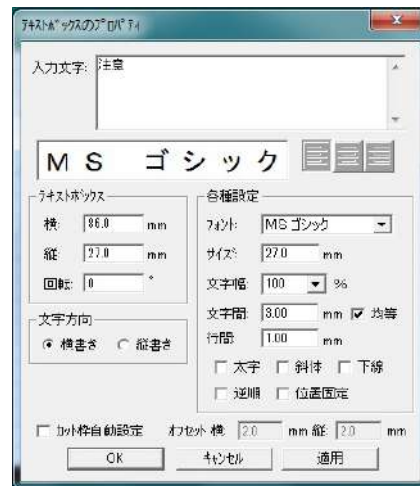 テキストボックスのプロパティ
入力文字: 注意
MS ゴシック
テキストボックス
横: 86.0 mm
縦: 27.0 mm
回転: 0 °
文字方向
横書き 縦書き
各種設定
フォント: MS ゴシック
サイズ: 27.0 mm
文字幅: 100 %
文字間: 3.00 mm 均等
行間: 1.00 mm
太字 斜体 下線
逆順 位置固定
カット枠自動設定 オフセット 横: 2.0 mm 縦: 2.0 mm
OK キャンセル 適用